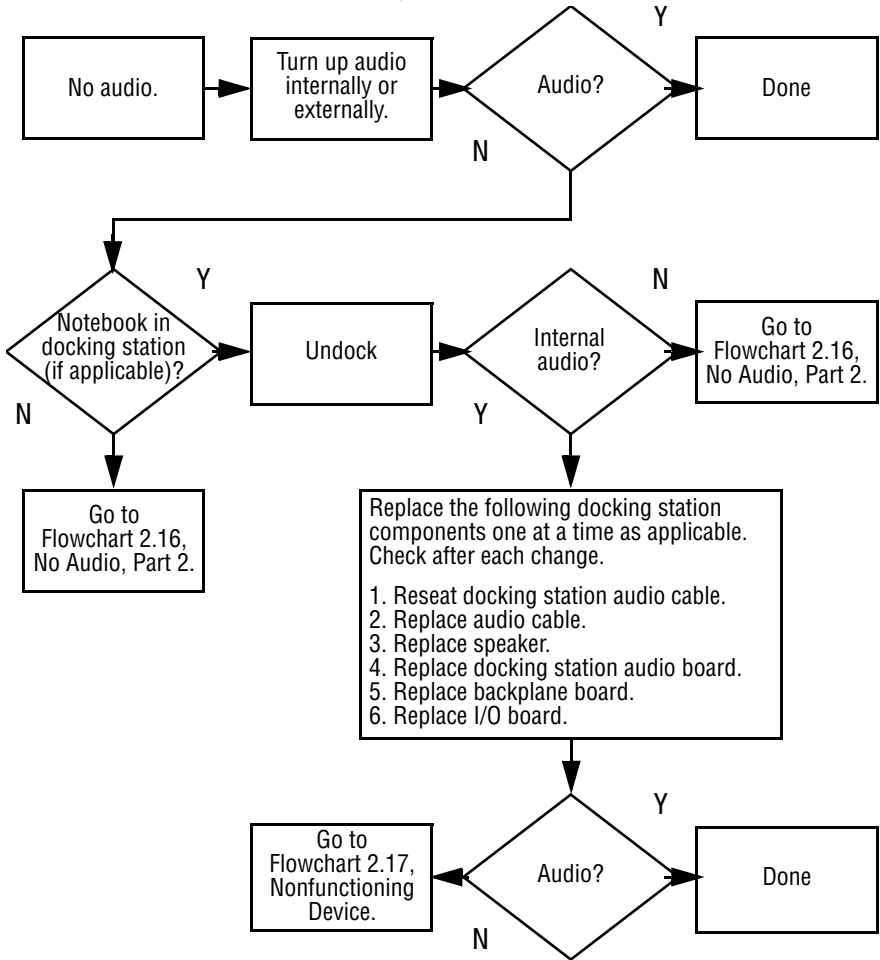 Y
No audio.
Turn up audio
internally or
externally.
Audio?
Done
N
Y
N
Notebook in
docking station
(if applicable)?
Undock
Internal
audio?
Go to
Flowchart 2.16,
No Audio, Part 2.
N
Y
Go to
Flowchart 2.16,
No Audio, Part 2.
Replace the following docking station
components one at a time as applicable.
Check after each change.
1. Reseat docking station audio cable.
2. Replace audio cable.
3. Replace speaker.
4. Replace docking station audio board.
5. Replace backplane board.
6. Replace I/O board.
Y
Go to
Flowchart 2.17,
Nonfunctioning
Device.
Audio?
Done
N